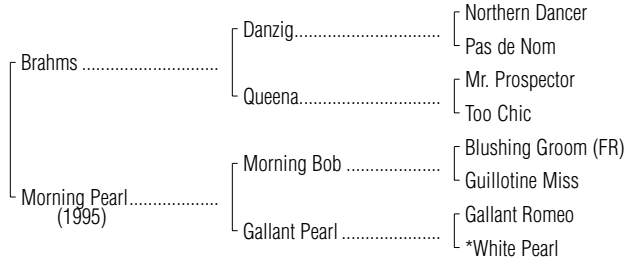 Northern Dancer
Danzig..................................
Pas de Nom
Brahms ............................
Mr. Prospector
Queena.................................
Too Chic
Blushing Groom (FR)
Morning Bob ......................
Guillotine Miss
Morning Pearl..................
(1995)
Gallant Romeo
Gallant Pearl .......................
*White Pearl